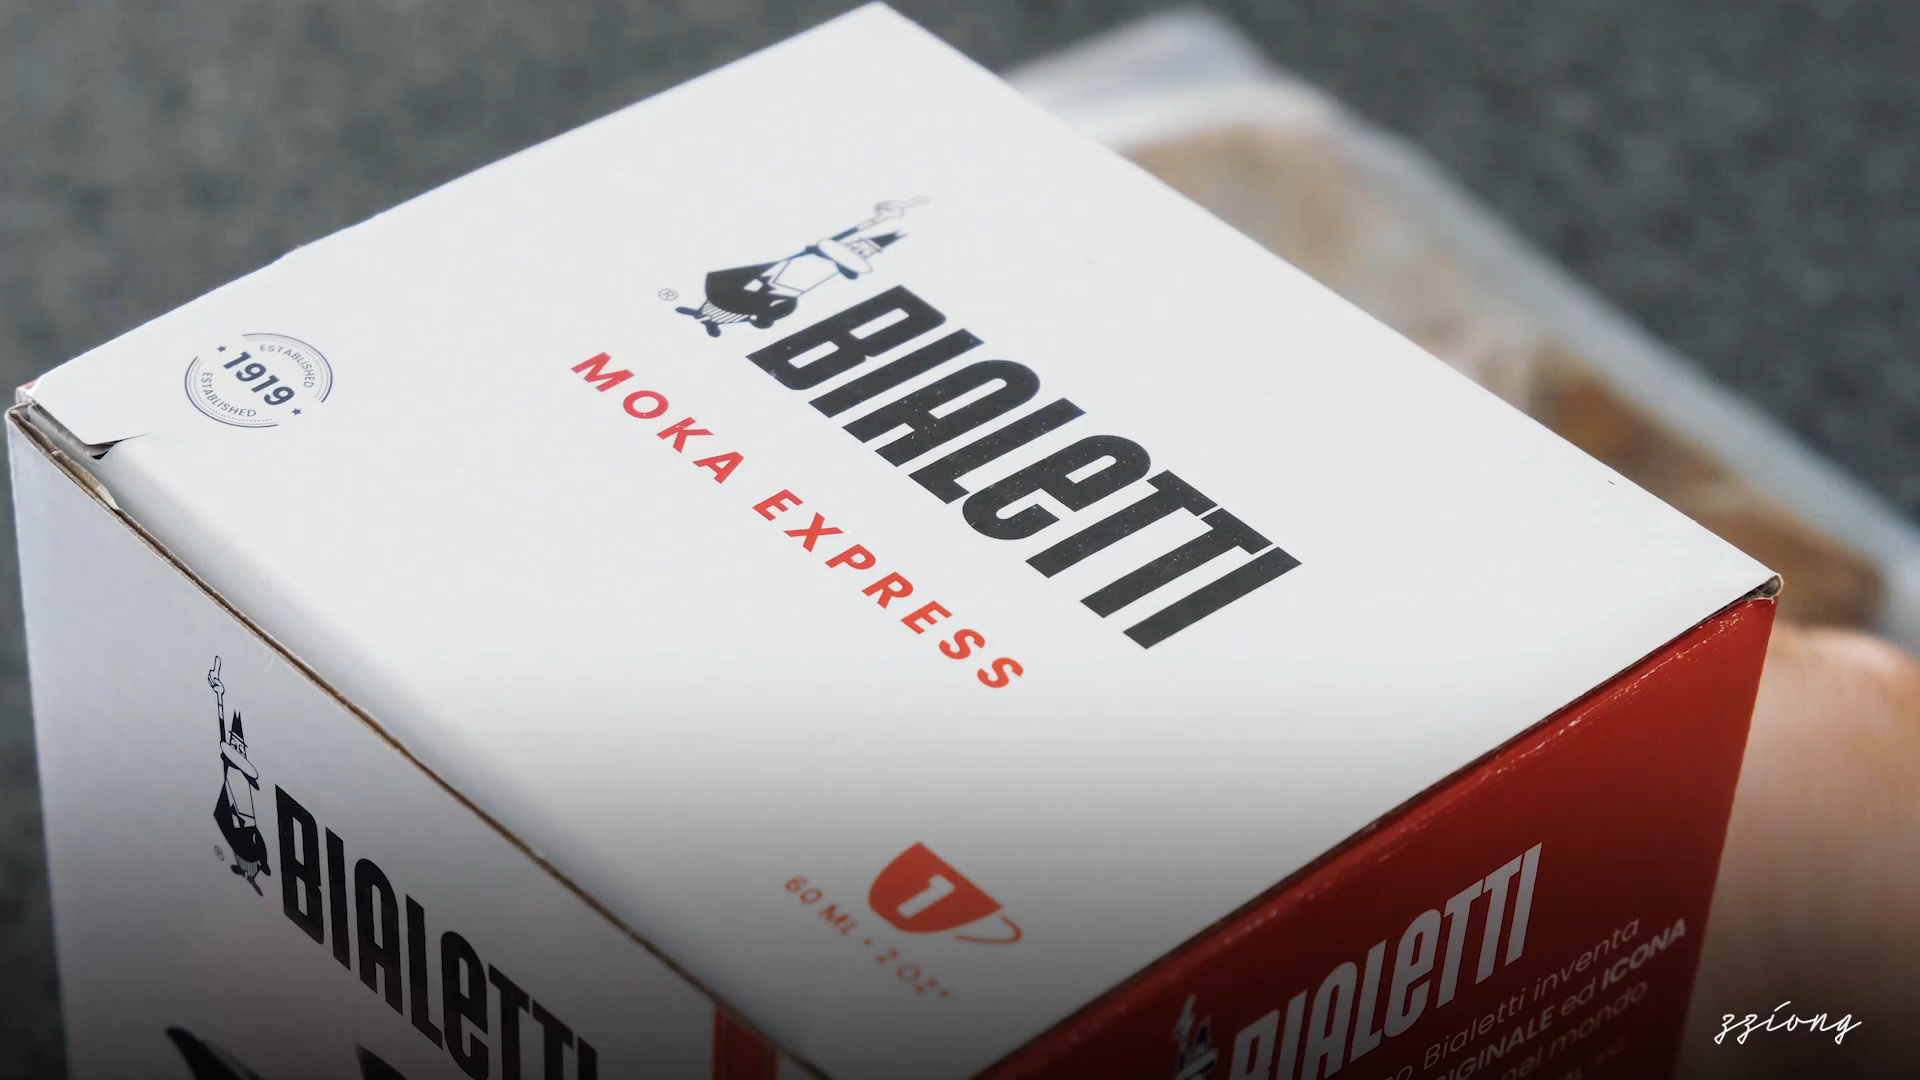 BIALETTI
®
MOKA EXPRESS
ESTABLISHED
1919
ESTABLISHED
1
60 ML • 2 OZ*
BIALETTI
®
BIALETTI
Bialetti inventa
ed ICONA
nel mondo
zziong